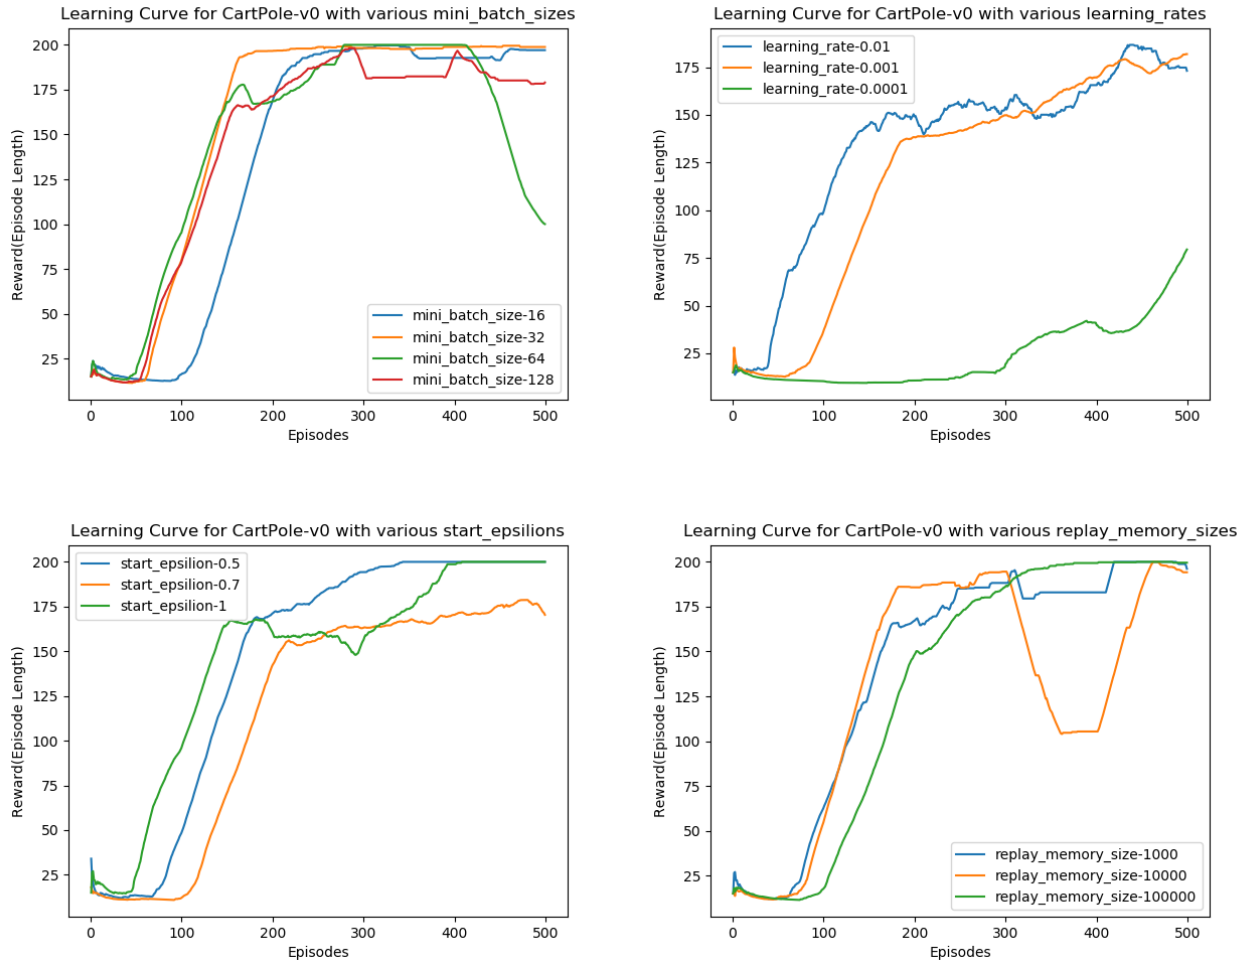 Learning Curve for CartPole-v0 with various mini_batch_sizes
200
175
150
125
100
75
50
25
Reward(Episode Length)
mini_batch_size-16
mini_batch_size-32
mini_batch_size-64
mini_batch_size-128
0 100 200 300 400 500
Episodes
Learning Curve for CartPole-v0 with various learning_rates
175
150
125
100
75
50
25
Reward(Episode Length)
learning_rate-0.01
learning_rate-0.001
learning_rate-0.0001
0 100 200 300 400 500
Episodes
Learning Curve for CartPole-v0 with various start_epsilions
200
175
150
125
100
75
50
25
Reward(Episode Length)
start_epsilion-0.5
start_epsilion-0.7
start_epsilion-1
0 100 200 300 400 500
Episodes
Learning Curve for CartPole-v0 with various replay_memory_sizes
200
175
150
125
100
75
50
25
Reward(Episode Length)
replay_memory_size-1000
replay_memory_size-10000
replay_memory_size-100000
0 100 200 300 400 500
Episodes